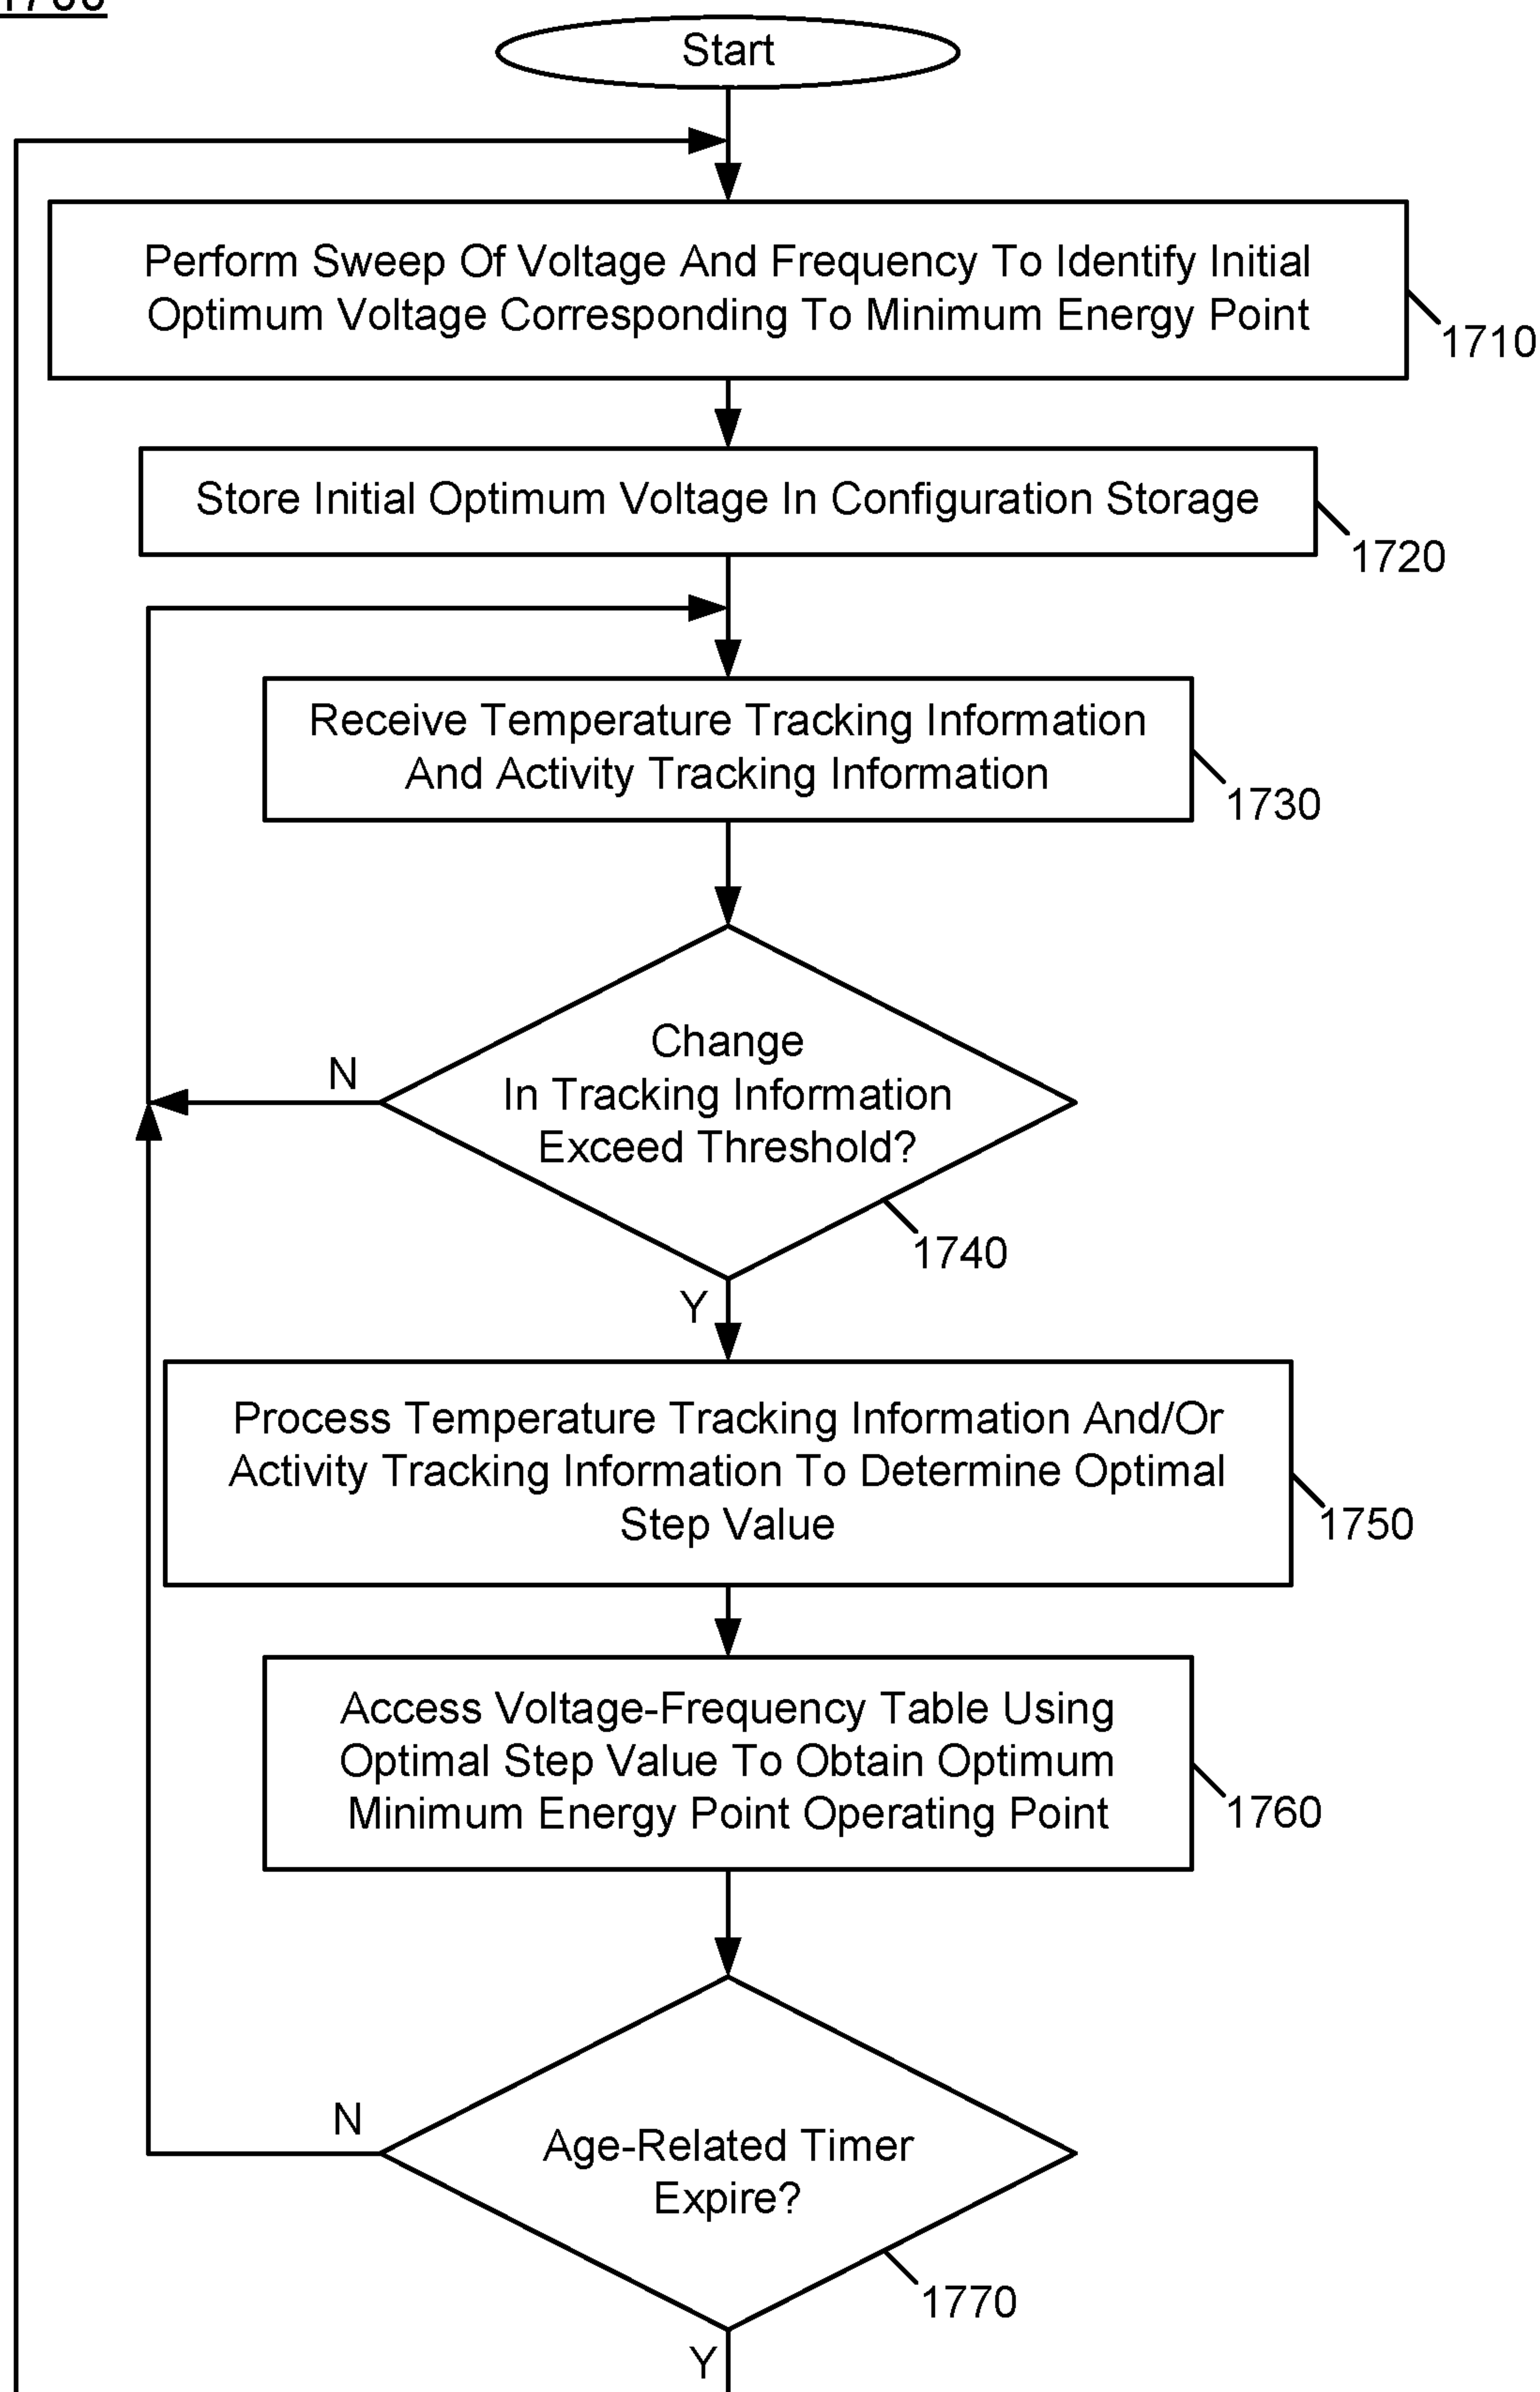 Start
Perform Sweep Of Voltage And Frequency To Identify Initial
Optimum Voltage Corresponding To Minimum Energy Point
1710
Store Initial Optimum Voltage In Configuration Storage
1720
Receive Temperature Tracking Information
And Activity Tracking Information
1730
Change
In Tracking Information
Exceed Threshold?
N
1740
Y
Process Temperature Tracking Information And/Or
Activity Tracking Information To Determine Optimal
Step Value
1750
Access Voltage-Frequency Table Using
Optimal Step Value To Obtain Optimum
Minimum Energy Point Operating Point
1760
N
Age-Related Timer
Expire?
1770
Y